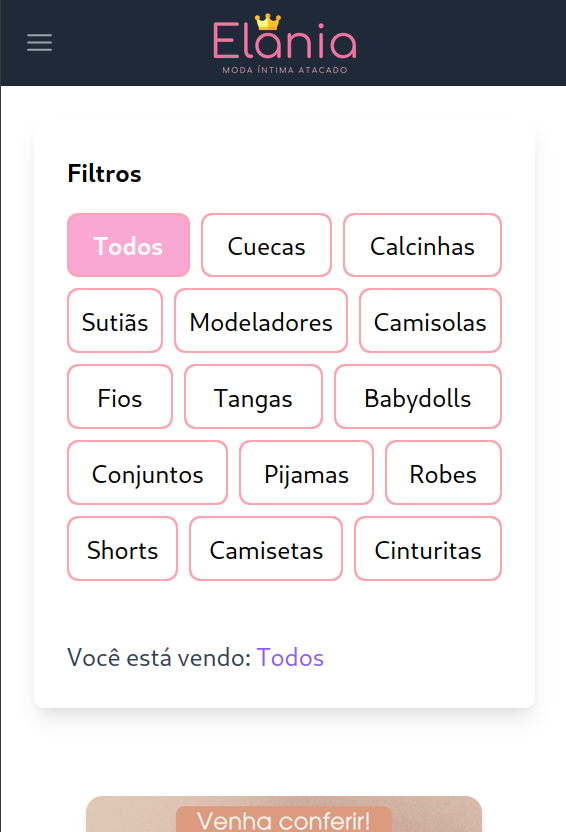 Elania
MODA ÍNTIMA ATACADO
Filtros
Todos Cuecas Calcinhas
Sutiãs Modeladores Camisolas
Fios Tangas Babydolls
Conjuntos Pijamas Robes
Shorts Camisetas Cinturitas
Você está vendo: Todos
Venha conferir!